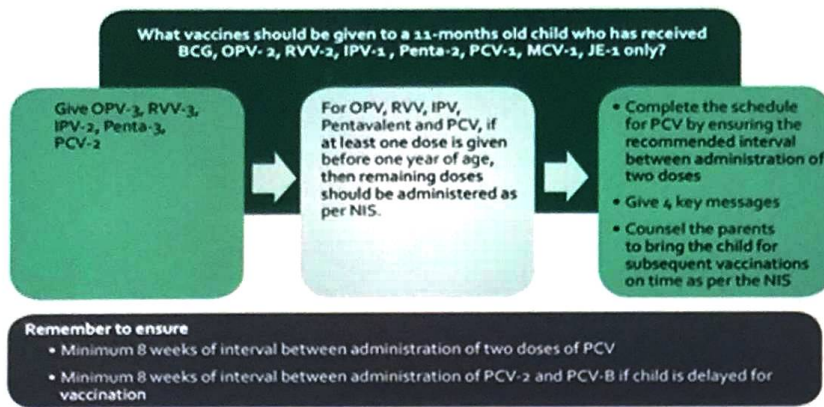 What vaccines should be given to a 11-months old child who has received
BCG, OPV- 2, RVV-2, IPV-1 , Penta-2, PCV-1, MCV-1, JE-1 only?
Give OPV-3, RVV-3,
IPV-2, Penta-3,
PCV-2
For OPV, RVV, IPV,
Pentavalent and PCV, if
at least one dose is given
before one year of age,
then remaining doses
should be administered as
per NIS.
• Complete the schedule
for PCV by ensuring the
recommended interval
between administration of
two doses
• Give 4 key messages
• Counsel the parents
to bring the child for
subsequent vaccinations
on time as per the NIS
Remember to ensure
• Minimum 8 weeks of interval between administration of two doses of PCV
• Minimum 8 weeks of interval between administration of PCV-2 and PCV-B if child is delayed for
vaccination